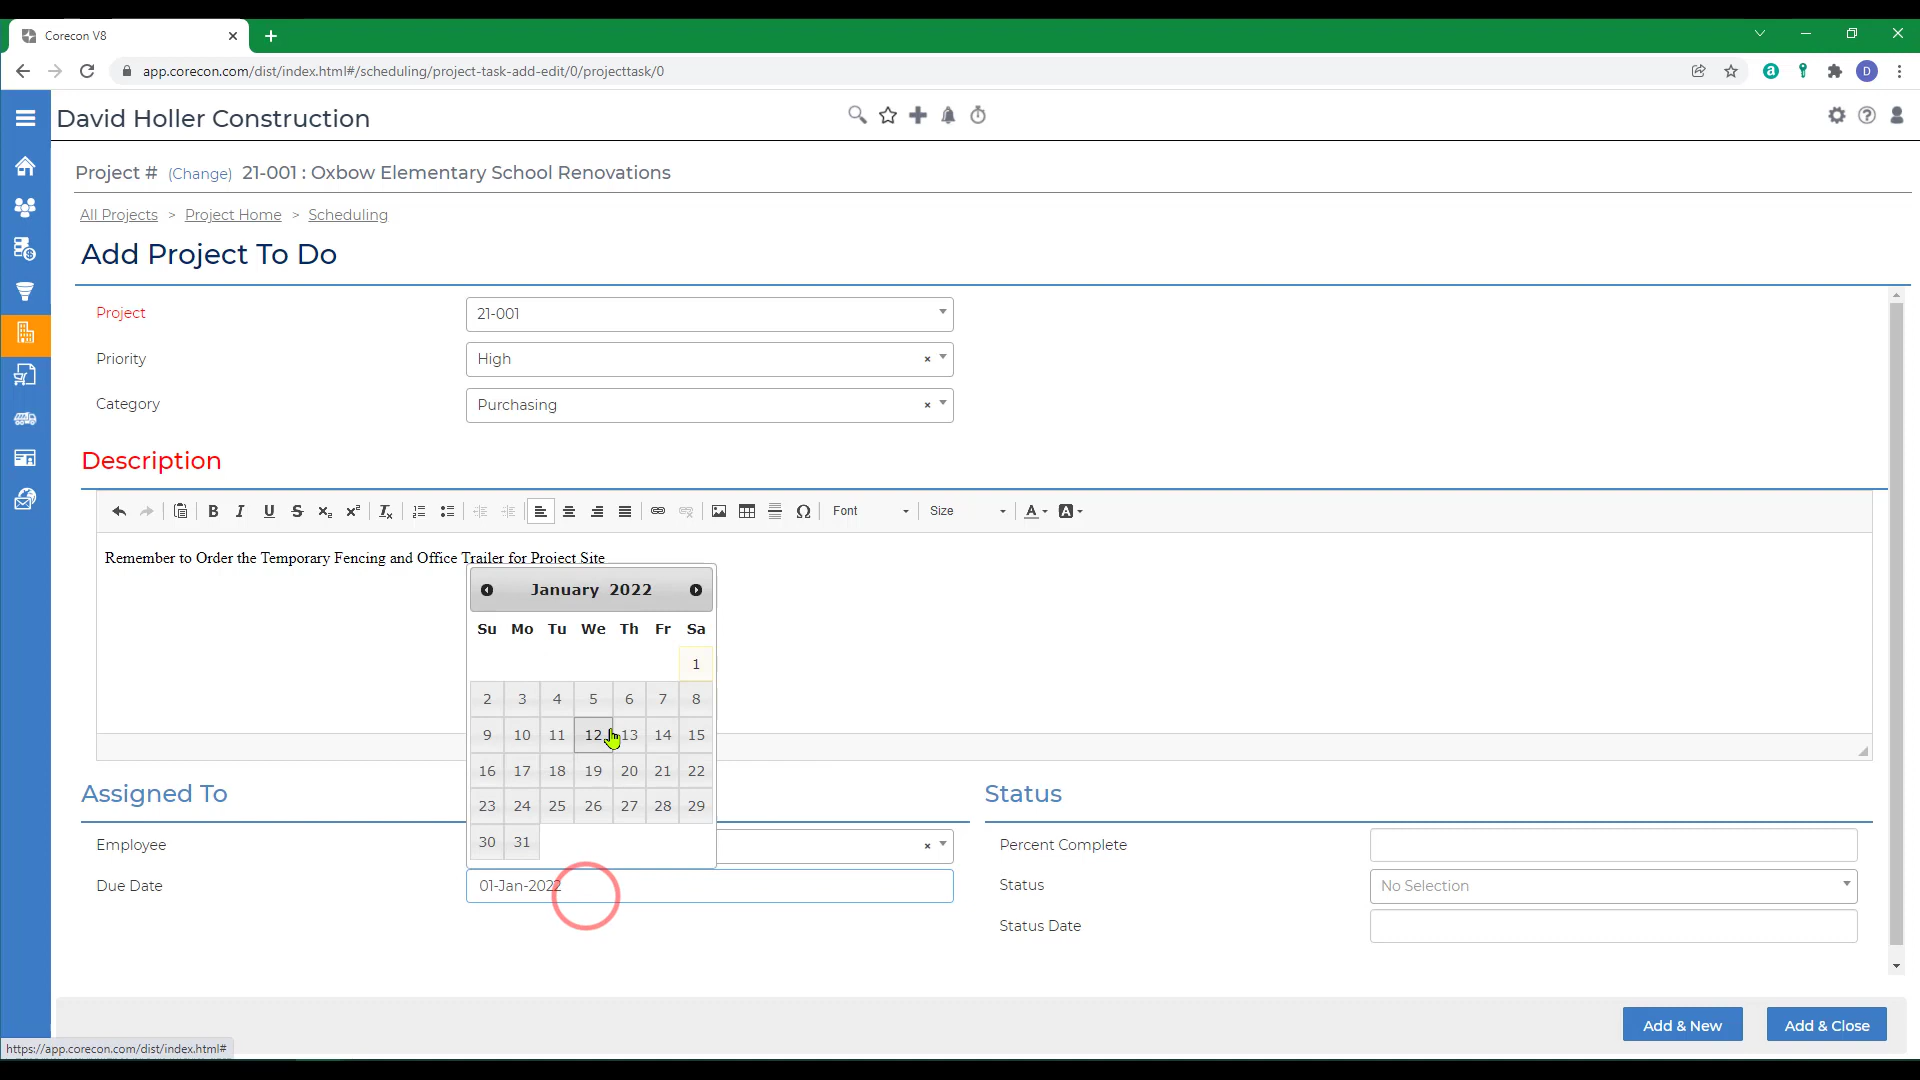 Corecon V8
app.corecon.com/dist/index.html#/scheduling/project-task-add-edit/0/projecttask/0
D
David Holler Construction
Project # (Change) 21-001 : Oxbow Elementary School Renovations
All Projects > Project Home > Scheduling
Add Project To Do
Project
21-001
Priority
High
Category
Purchasing
Description
Font Size
Remember to Order the Temporary Fencing and Office Trailer for Project Site
January 2022
Su Mo Tu We Th Fr Sa
1
2 3 4 5 6 7 8
9 10 11 12 13 14 15
16 17 18 19 20 21 22
23 24 25 26 27 28 29
30 31
Assigned To
Employee
Due Date
01-Jan-2022
Status
Percent Complete
Status
No Selection
Status Date
Add & New
Add & Close
https://app.corecon.com/dist/index.html#